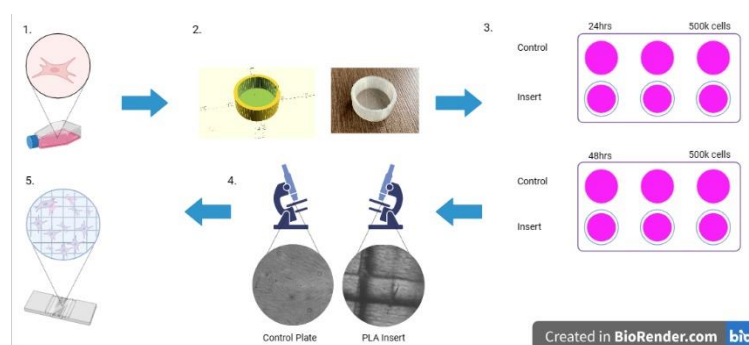 1.
2.
3.
24hrs 500k cells
Control
Insert
48hrs 500k cells
Control
Insert
4.
Control Plate PLA Insert
5.
Created in BioRender.com bio